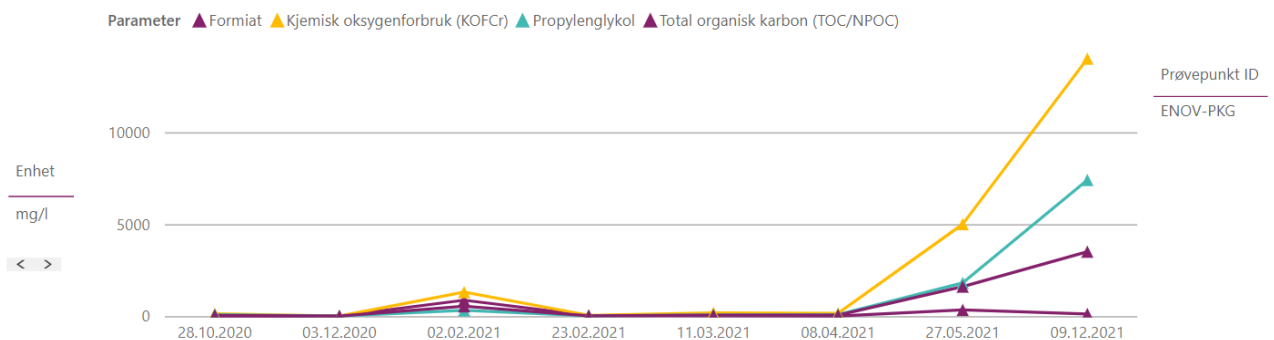 Parameter Formiat Kjemisk oksygenforbruk (KOFCr) Propylenglykol Total organisk karbon (TOC/NPOC)
Prøvepunkt ID
ENOV-PKG
Enhet
mg/l
10000
5000
0
28.10.2020 03.12.2020 02.02.2021 23.02.2021 11.03.2021 08.04.2021 27.05.2021 09.12.2021